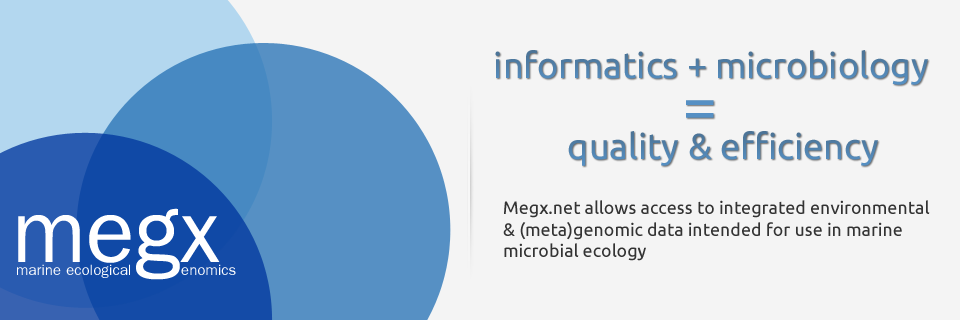 megx
marine ecological genomics
informatics + microbiology
=
quality & efficiency
Megx.net allows access to integrated environmental
& (meta)genomic data intended for use in marine
microbial ecology